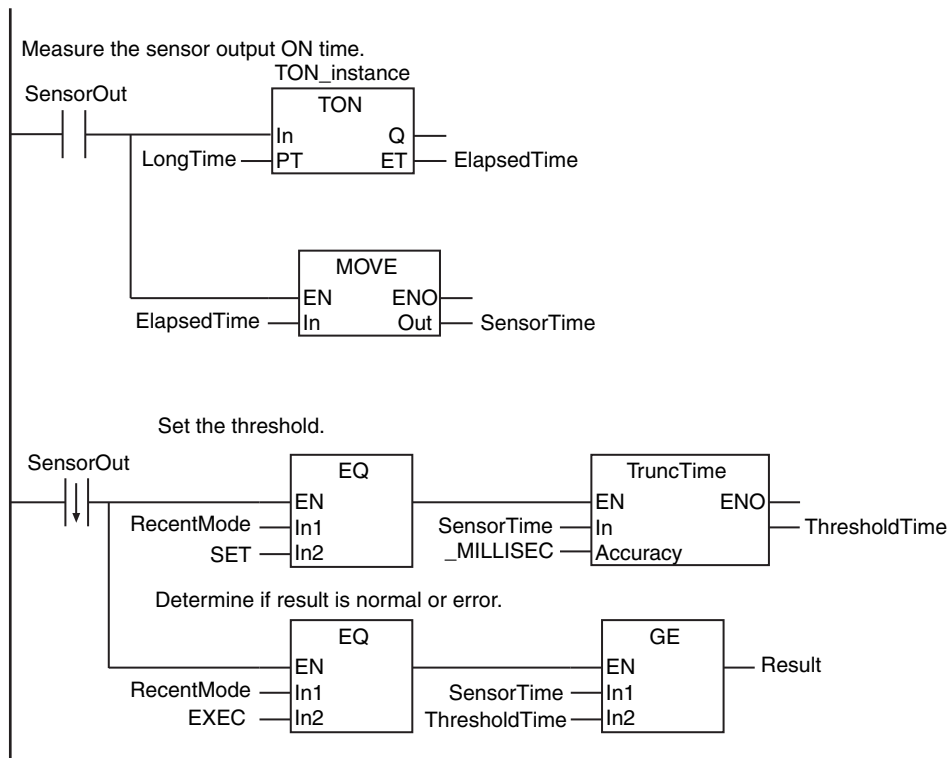 Measure the sensor output ON time.
TON_instance
SensorOut
TON
In Q
LongTime PT ET ElapsedTime
MOVE
EN ENO
ElapsedTime In Out SensorTime
Set the threshold.
SensorOut
EQ TruncTime
EN EN ENO
RecentMode In1 SensorTime In ThresholdTime
SET In2 _MILLISEC Accuracy
Determine if result is normal or error.
EQ GE
EN EN Result
RecentMode In1 SensorTime In1
EXEC In2 ThresholdTime In2